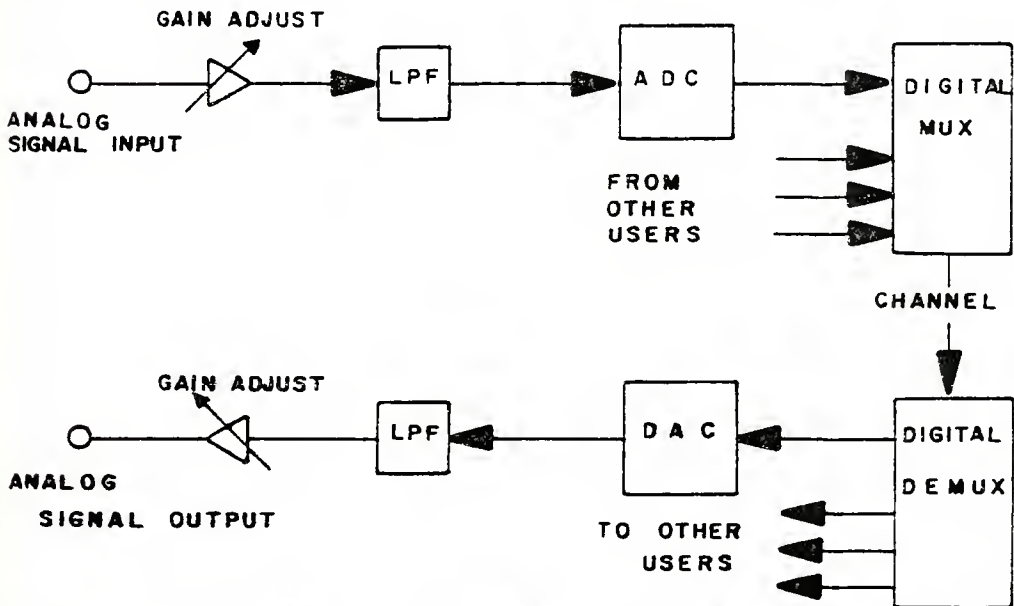 GAIN ADJUST
ANALOG
SIGNAL INPUT
LPF
ADC
DIGITAL
MUX
FROM
OTHER
USERS
CHANNEL
GAIN ADJUST
ANALOG
SIGNAL OUTPUT
LPF
DAC
DIGITAL
DEMUX
TO OTHER
USERS